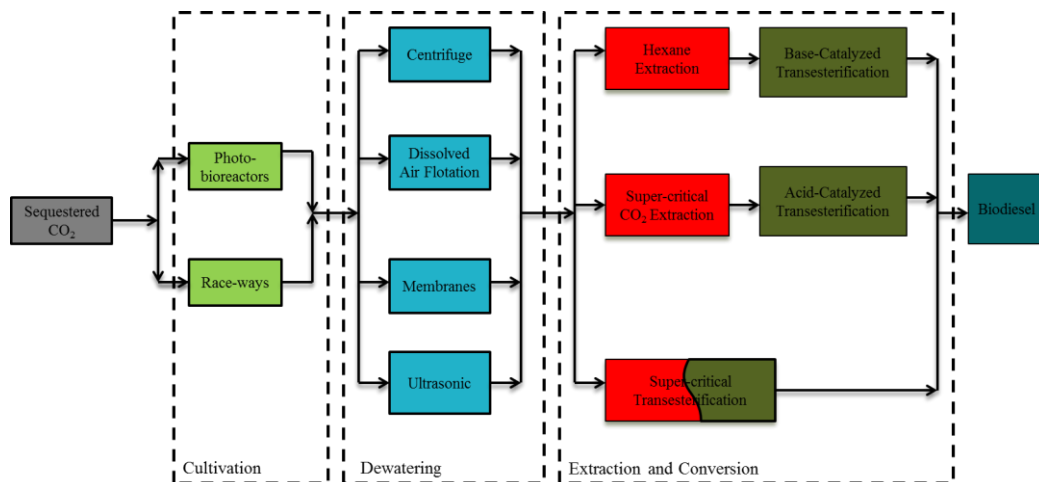 Sequestered
CO₂
Photo-
bioreactors
Race-ways
Cultivation
Centrifuge
Dissolved
Air Flotation
Membranes
Ultrasonic
Dewatering
Hexane
Extraction
Base-Catalyzed
Transesterification
Super-critical
CO₂ Extraction
Acid-Catalyzed
Transesterification
Super-critical
Transesterification
Extraction and Conversion
Biodiesel